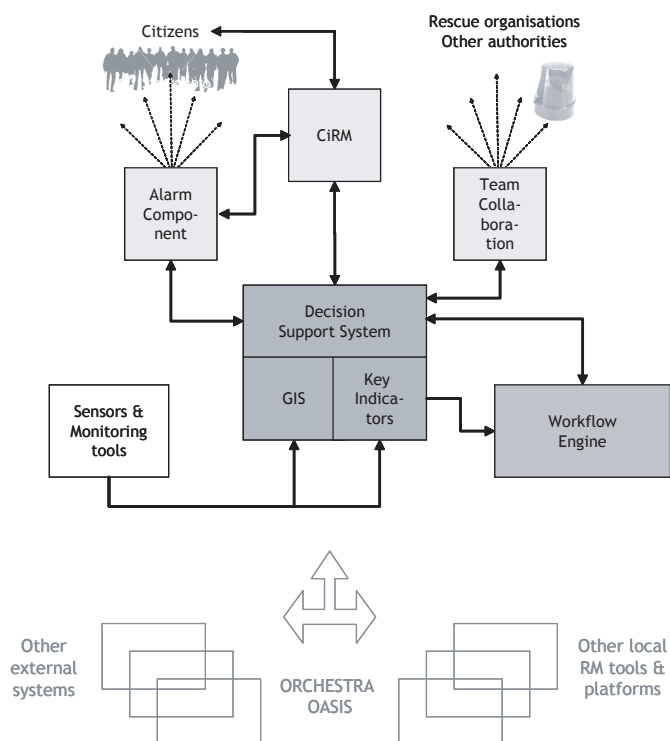 Citizens
Rescue organisations
Other authorities
CiRM
Alarm
Compo-
nent
Team
Colla-
bora-
tion
Decision
Support System
GIS
Key
Indica-
tors
Sensors &
Monitoring
tools
Workflow
Engine
Other
external
systems
ORCHESTRA
OASIS
Other local
RM tools &
platforms